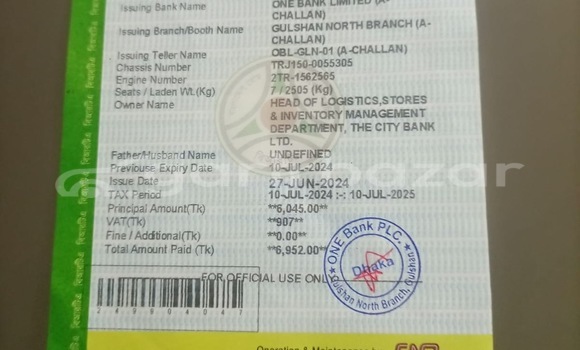 Issuing Bank Name ONE BANK LIMITED (A-
CHALLAN)
Issuing Branch/Booth Name GULSHAN NORTH BRANCH (A-
CHALLAN)
Issuing Teller Name OBL-GLN-01 (A-CHALLAN)
Chassis Number TRJ150-0055305
Engine Number 2TR-1562565
Seats / Laden Wt.(Kg) 7 / 2505 (Kg)
Owner Name HEAD OF LOGISTICS,STORES
& INVENTORY MANAGEMENT
DEPARTMENT, THE CITY BANK
LTD.
Father/Husband Name UNDEFINED
Previouse Expiry Date 10-JUL-2024
Issue Date 27-JUN-2024
TAX Period 10-JUL-2024 :-: 10-JUL-2025
Principal Amount(Tk) **6,045.00**
VAT(Tk) **907**
Fine / Additional(Tk) **0.00**
Total Amount Paid (Tk) **6,952.00**
FOR OFFICIAL USE ONLY
ONE Bank PLC.
Dhaka
Gulshan North Branch, Gulshan
28990404 7